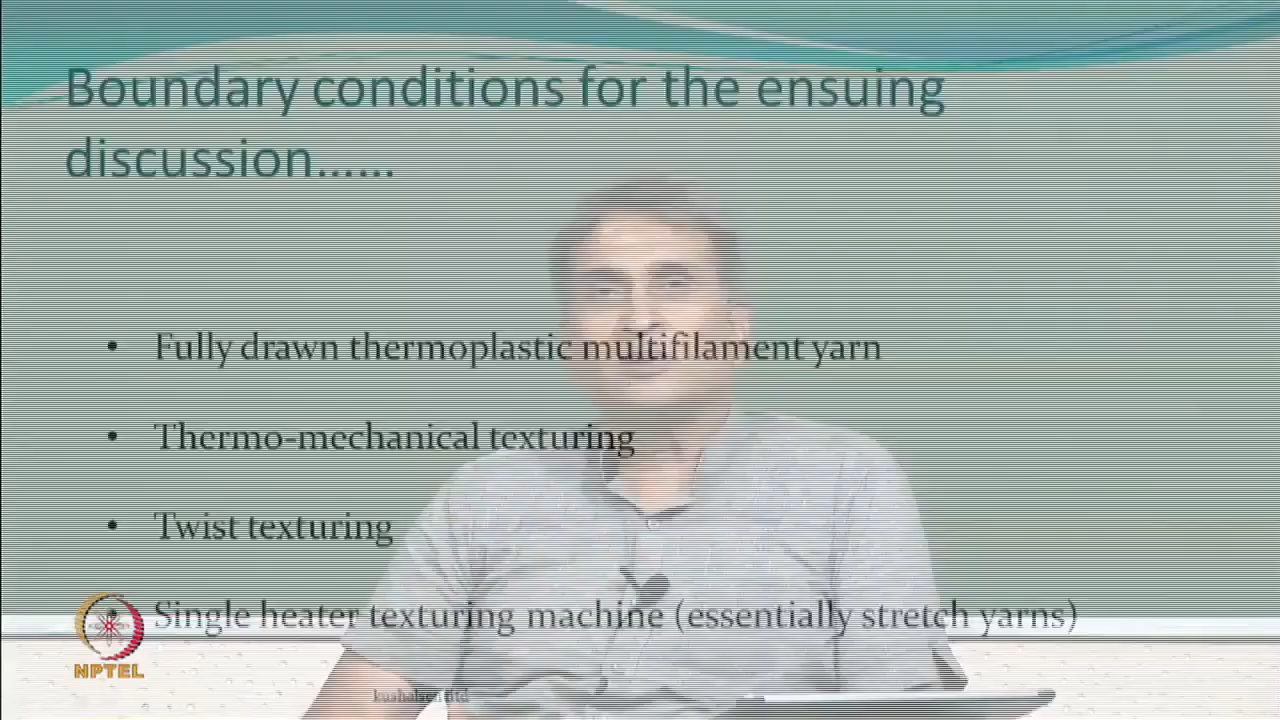 Boundary conditions for the ensuing
discussion......
• Fully drawn thermoplastic multifilament yarn
• Thermo-mechanical texturing
• Twist texturing
Single heater texturing machine (essentially stretch yarns)
NPTEL